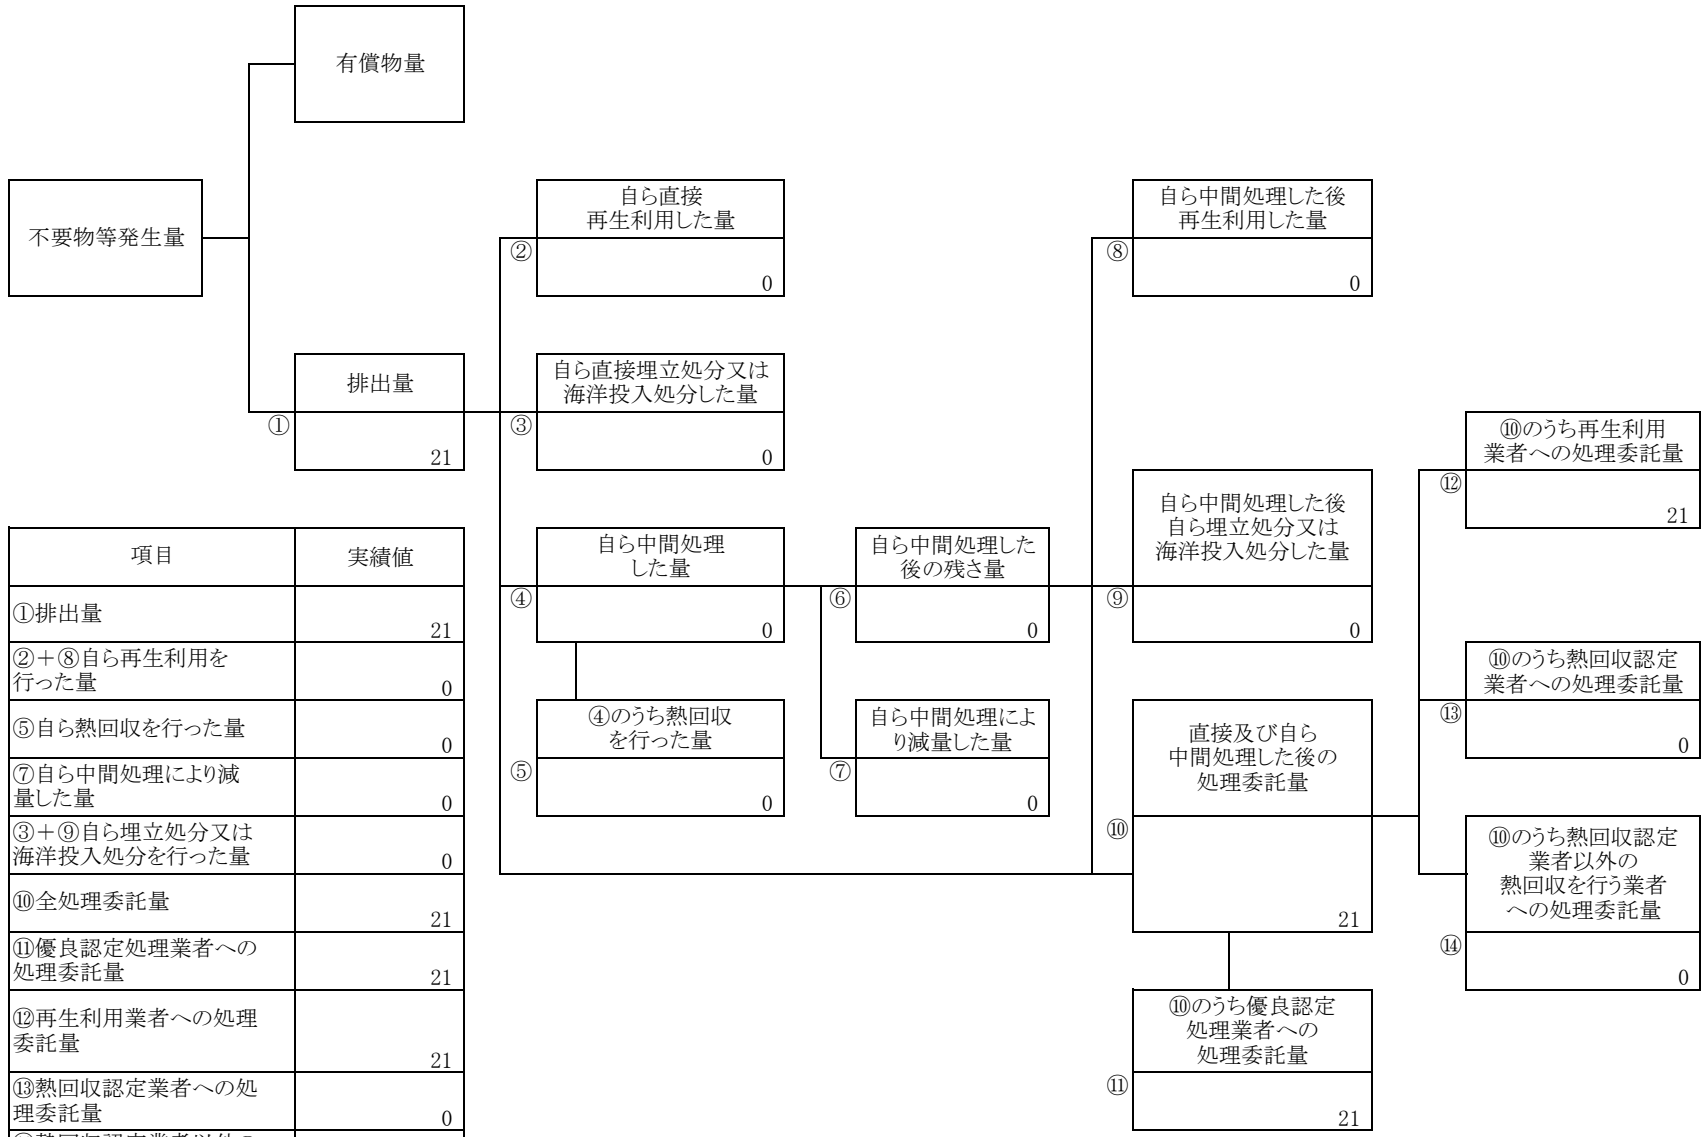 有償物量
不要物等発生量
自ら直接
再生利用した量
②
0
自ら中間処理した後
再生利用した量
⑧
0
排出量
①
21
自ら直接埋立処分又は
海洋投入処分した量
③
0
⑩のうち再生利用
業者への処理委託量
⑫
21
自ら中間処理
した量
④
0
自ら中間処理した
後の残さ量
⑥
0
自ら中間処理した後
自ら埋立処分又は
海洋投入処分した量
⑨
0
⑩のうち熱回収認定
業者への処理委託量
⑬
0
④のうち熱回収
を行った量
⑤
0
自ら中間処理によ
り減量した量
⑦
0
直接及び自ら
中間処理した後の
処理委託量
⑩
21
⑩のうち熱回収認定
業者以外の
熱回収を行う業者
への処理委託量
⑭
0
⑩のうち優良認定
処理業者への
処理委託量
⑪
21
項目
実績値
①排出量
21
②＋⑧自ら再生利用を
行った量
0
⑤自ら熱回収を行った量
0
⑦自ら中間処理により減
量した量
0
③＋⑨自ら埋立処分又は
海洋投入処分を行った量
0
⑩全処理委託量
21
⑪優良認定処理業者への
処理委託量
21
⑫再生利用業者への処理
委託量
21
⑬熱回収認定業者への処
理委託量
0